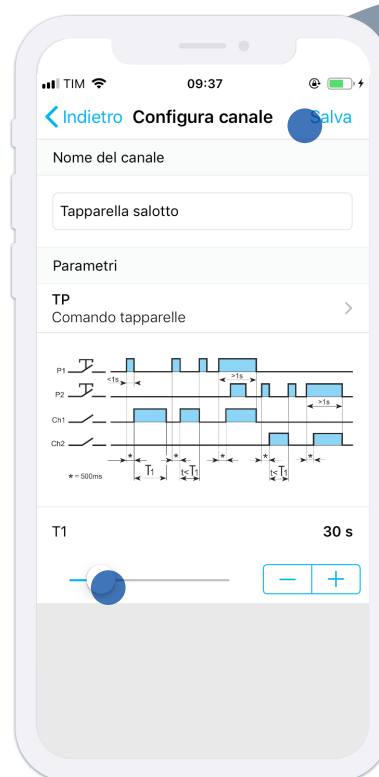 TIM 09:37
Indietro Configura canale Salva
Nome del canale
Tapparella salotto
Parametri
TP
Comando tapparelle
P1
<1s >1s
P2
>1s
Ch1
Ch2
* * * * *
* = 500ms T1 t<T1 t<T1
T1 30 s
− +